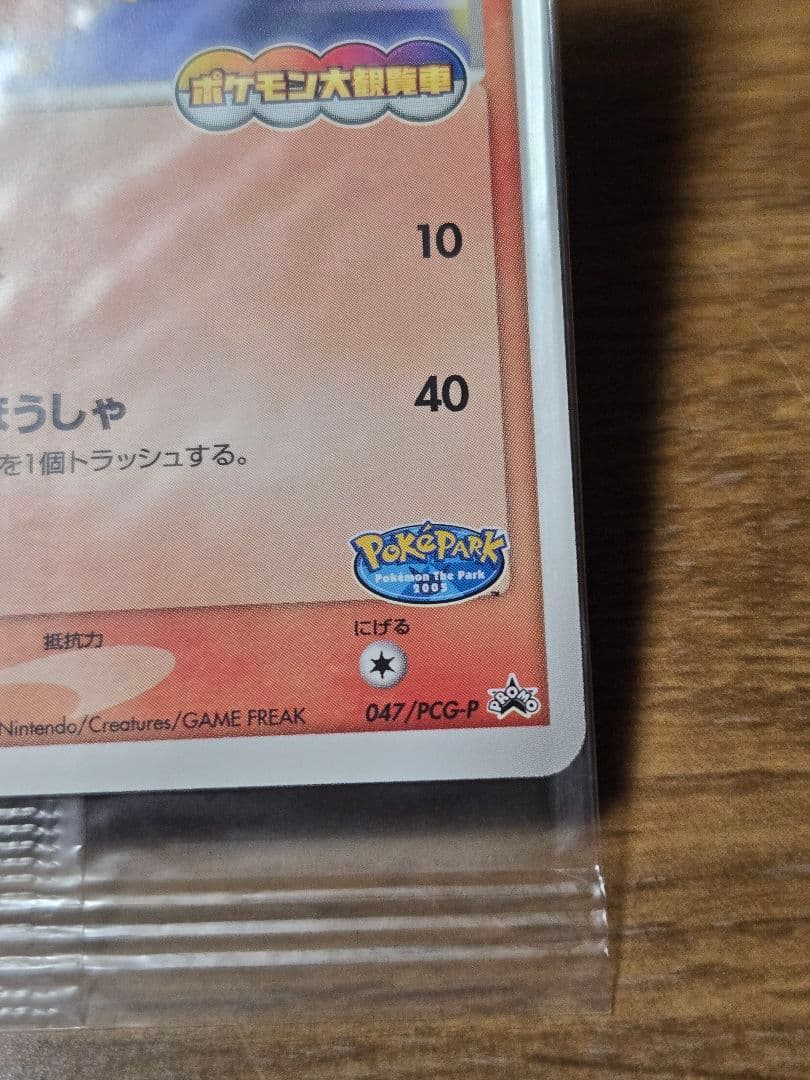 ポケモン大観覧車
10
ほうしゃ
40
を1個トラッシュする。
POKéPARK
Pokémon The Park
2005
™
抵抗力
にげる
Nintendo/Creatures/GAME FREAK
047/PCG-P
PROMO